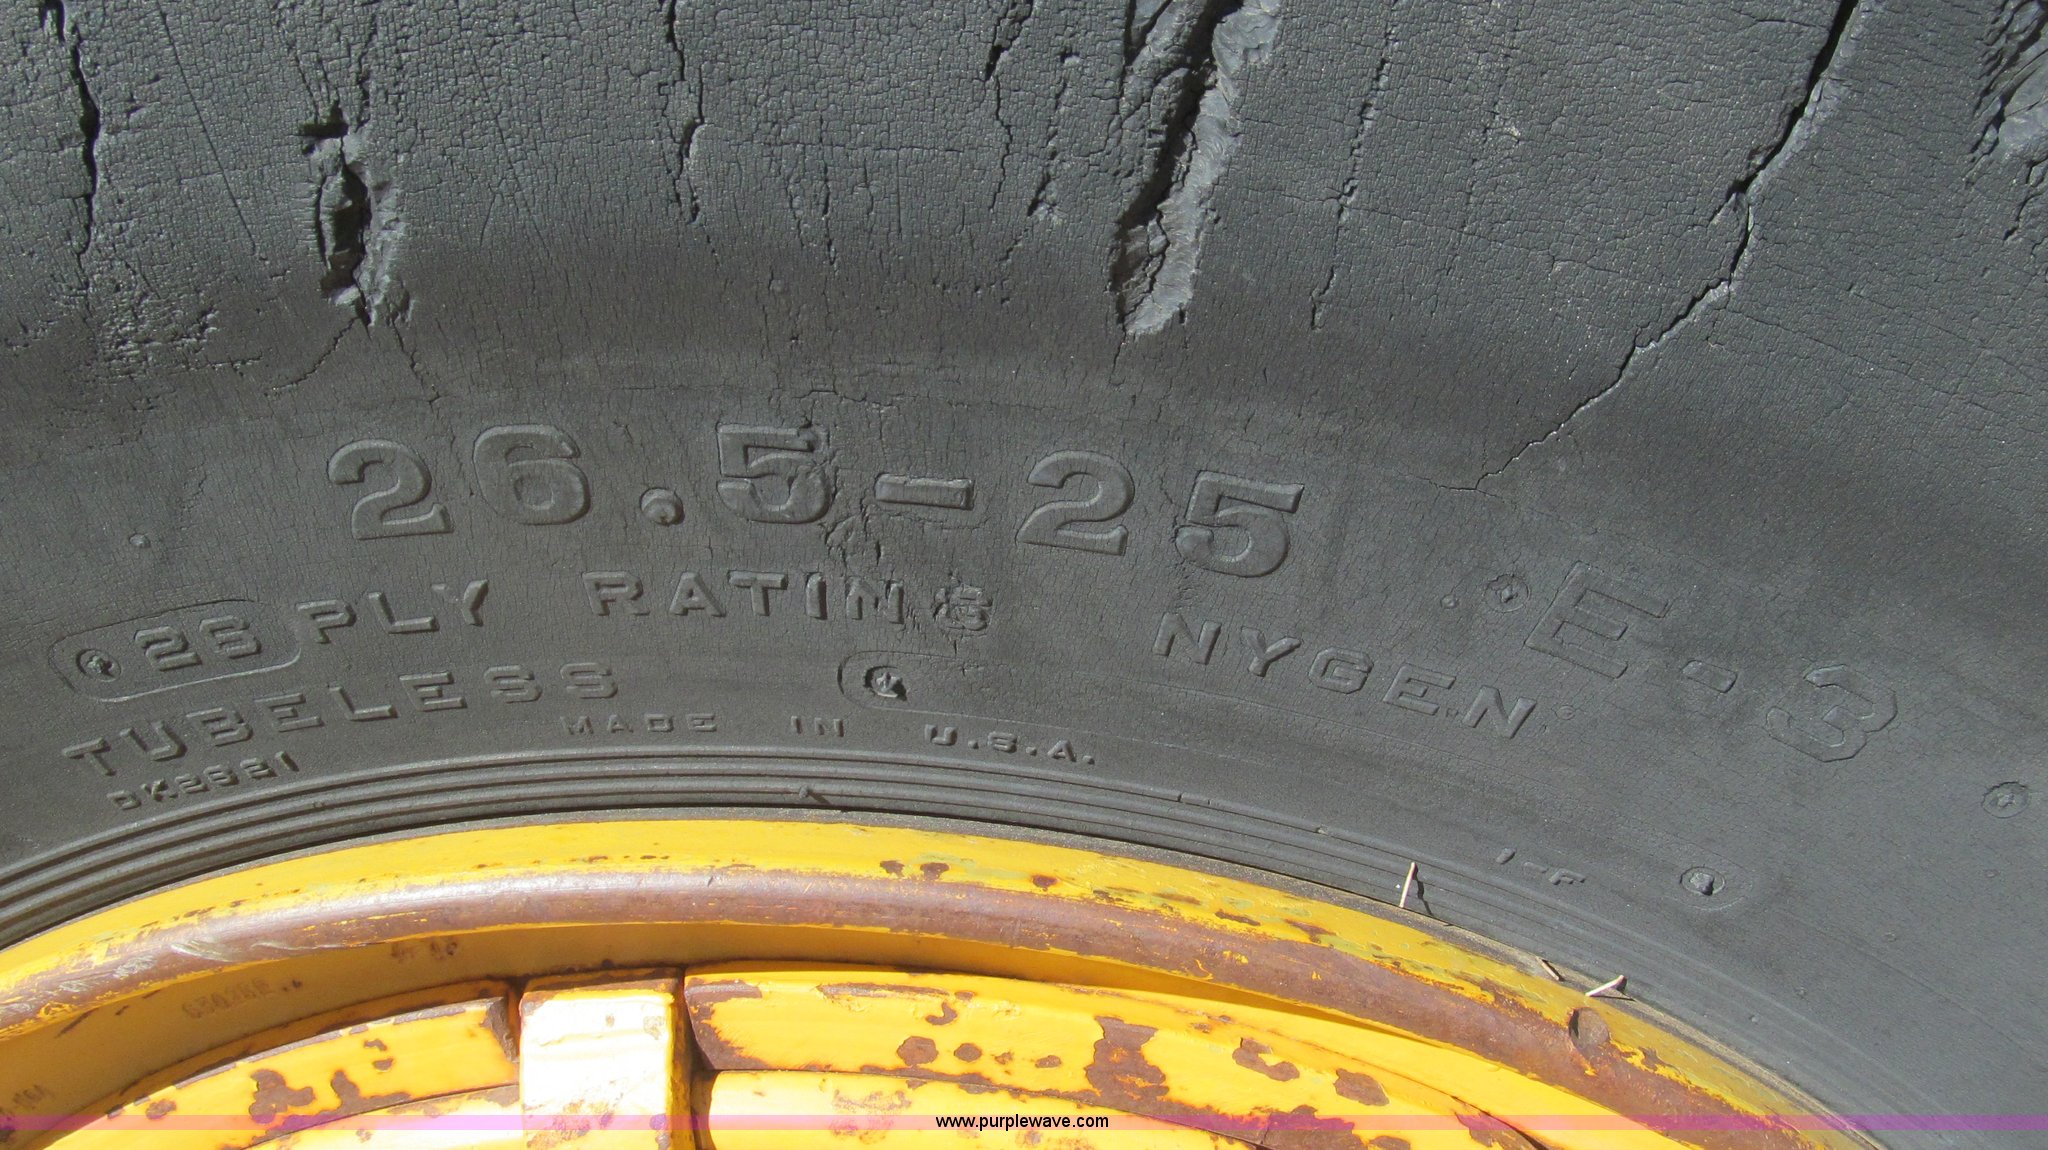 26.5-25
26 PLY RATING NYGEN E-3
TUBELESS
MADE IN U.S.A.
www.purplewave.com